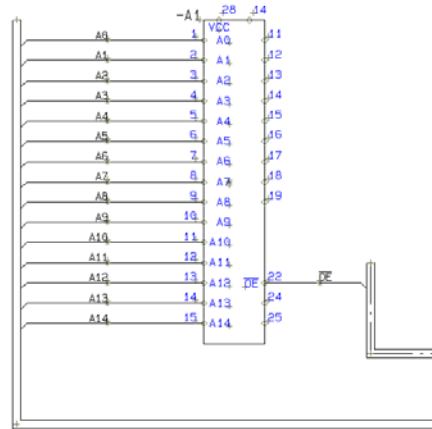 -A1 28 14
VCC
A0 1 A0 11
A1 2 A1 12
A2 3 A2 13
A3 4 A3 14
A4 5 A4 15
A5 6 A5 16
A6 7 A6 17
A7 8 A7 18
A8 9 A8 19
A9 10 A9
A10 11 A10
A11 12 A11
A12 13 A12 OE 22 OE
A13 14 A13 24
A14 15 A14 25